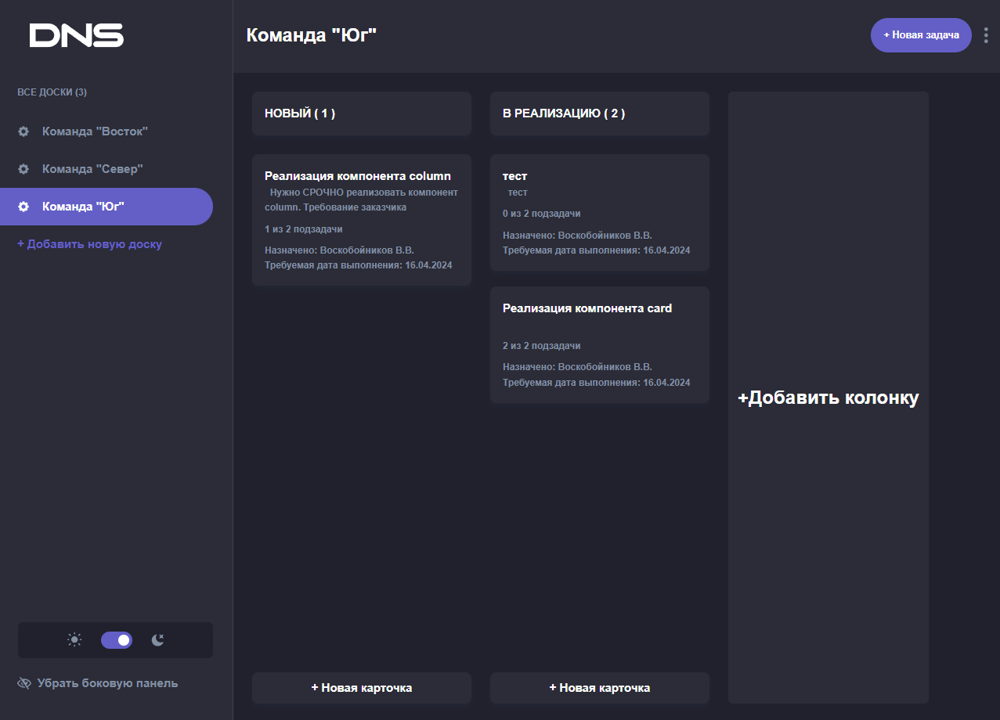 DNS
ВСЕ ДОСКИ (3)
Команда "Восток"
Команда "Север"
Команда "Юг"
+ Добавить новую доску
Убрать боковую панель
Команда "Юг"
+ Новая задача
НОВЫЙ ( 1 )
Реализация компонента column
Нужно СРОЧНО реализовать компонент
column. Требование заказчика
1 из 2 подзадачи
Назначено: Воскобойников В.В.
Требуемая дата выполнения: 16.04.2024
+ Новая карточка
В РЕАЛИЗАЦИЮ ( 2 )
тест
тест
0 из 2 подзадачи
Назначено: Воскобойников В.В.
Требуемая дата выполнения: 16.04.2024
Реализация компонента card
2 из 2 подзадачи
Назначено: Воскобойников В.В.
Требуемая дата выполнения: 16.04.2024
+ Новая карточка
+Добавить колонку